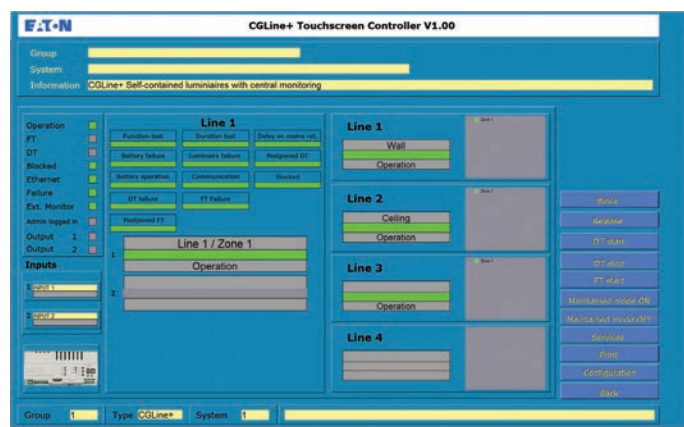 EATON
CGLine+ Touchscreen Controller V1.00
Group
System
Information CGLine+ Self-contained luminiaires with central monitoring
Operation
FT
DT
Blocked
Ethernet
Failure
Ext. Monitor
Admin logged in
Output 1
Output 2
Inputs
1 INPUT 1
2 INPUT 2
Line 1
Function test Duration test Delay on mains ret.
Battery failure Luminaire failure Postponed DT
Battery operation Communication Blocked
DT failure FT Failure
Postponed FT
Line 1 / Zone 1
1
Operation
2
Line 1
Wall
Operation
Line 2
Ceiling
Operation
Line 3
Operation
Line 4
Block
Release
DT start
DT stop
FT start
Maintained mode ON
Maintained mode OFF
Services
Print
Configuration
Back
Group 1 Type CGLine+ System 1